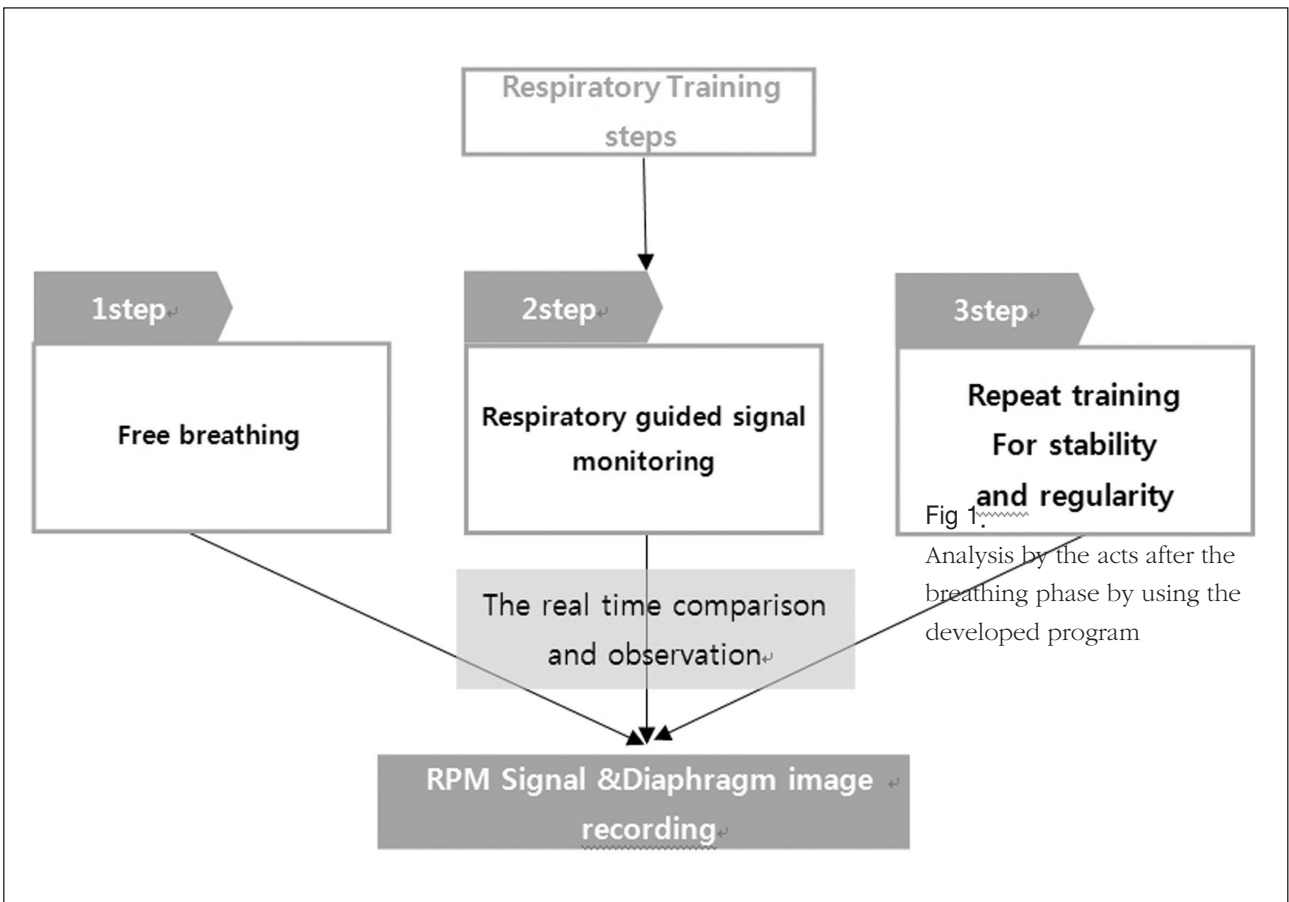 Respiratory Training
steps
1step
2step
3step
Free breathing
Respiratory guided signal
monitoring
Repeat training
For stability
and regularity
Fig 1.
Analysis by the acts after the
breathing phase by using the
developed program
The real time comparison
and observation
RPM Signal &Diaphragm image
recording